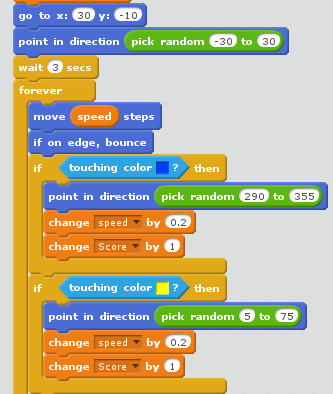 go to x: 30 y: -10
point in direction pick random -30 to 30
wait 3 secs
forever
move speed steps
if on edge, bounce
if touching color ? then
point in direction pick random 290 to 355
change speed by 0.2
change Score by 1
if touching color ? then
point in direction pick random 5 to 75
change speed by 0.2
change Score by 1